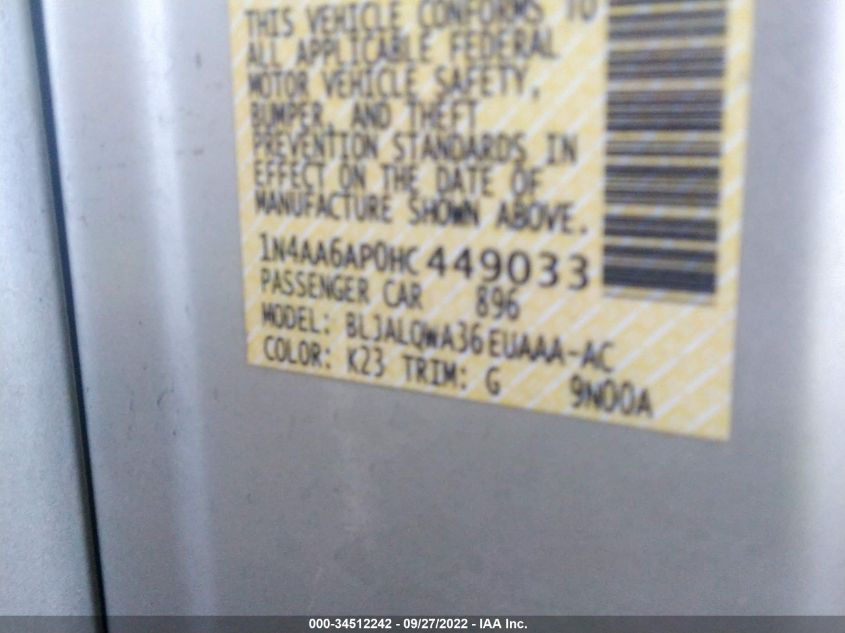 THIS VEHICLE CONFORMS TO
ALL APPLICABLE FEDERAL
MOTOR VEHICLE SAFETY,
BUMPER, AND THEFT
PREVENTION STANDARDS IN
EFFECT ON THE DATE OF
MANUFACTURE SHOWN ABOVE.
1N4AA6AP0HC449033
PASSENGER CAR 896
MODEL: BLJALQWA36EUAAA-AC
COLOR: K23 TRIM: G 9N00A
000-34512242 - 09/27/2022 - IAA Inc.